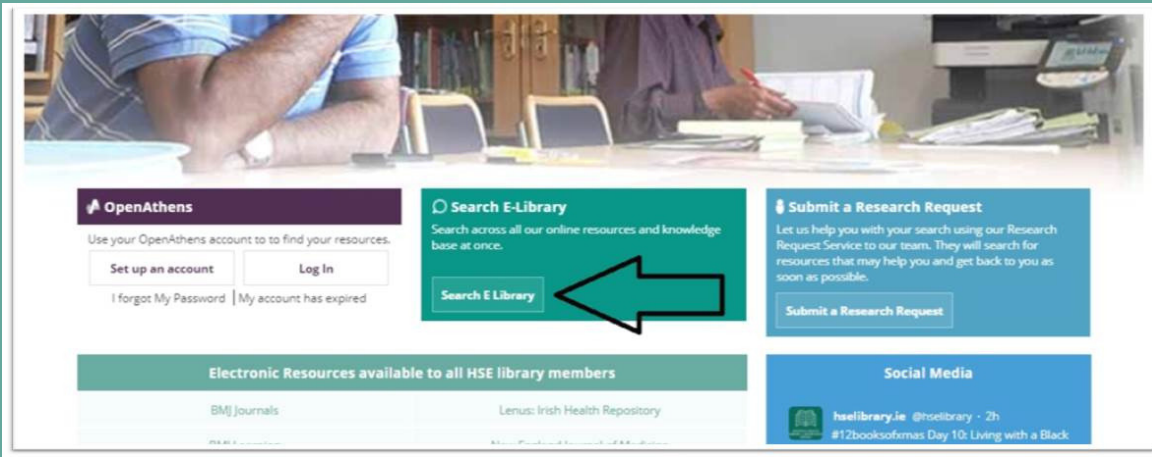 OpenAthens
Use your OpenAthens account to to find your resources.
Set up an account
Log In
I forgot My Password | My account has expired
Search E-Library
Search across all our online resources and knowledge
base at once.
Search E Library
Submit a Research Request
Let us help you with your search using our Research
Request Service to our team. They will search for
resources that may help you and get back to you as
soon as possible.
Submit a Research Request
Electronic Resources available to all HSE library members
BMJ Journals
Lenus: Irish Health Repository
Social Media
hselibrary.ie @hselibrary · 2h
#12booksofxmas Day 10: Living with a Black